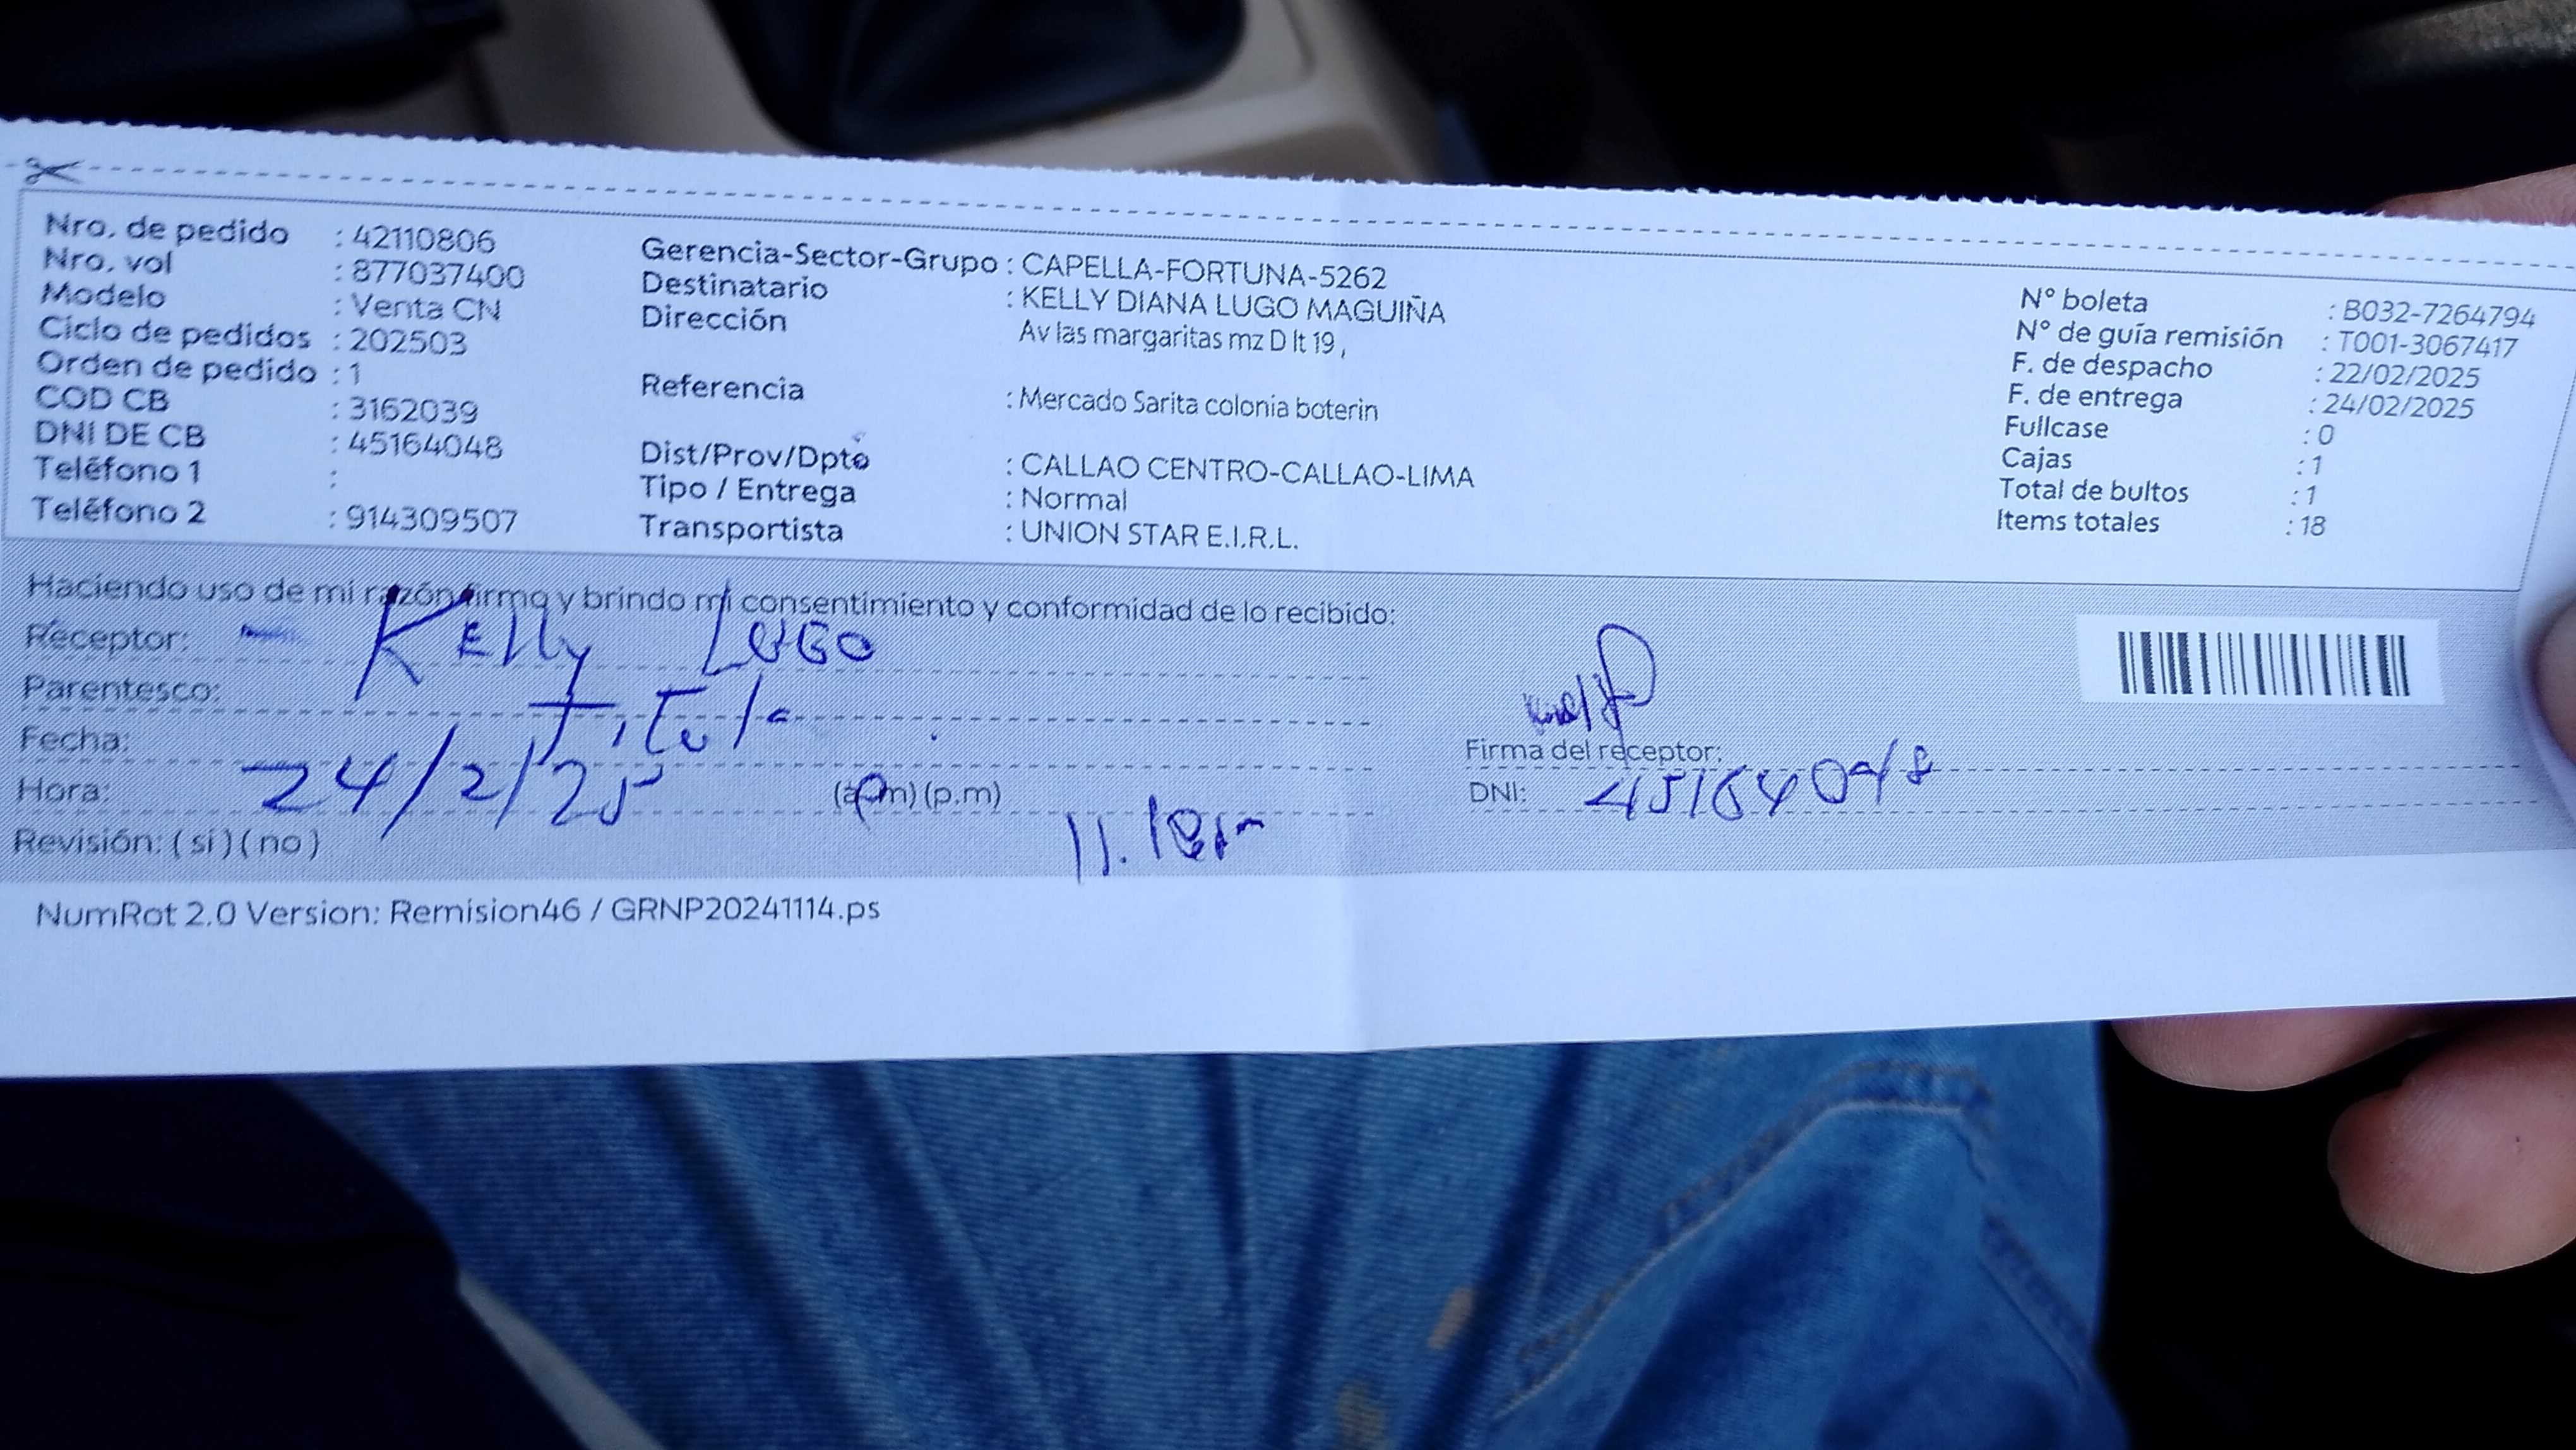 Nro. de pedido : 42110806
Nro. vol : 877037400
Modelo : Venta CN
Ciclo de pedidos : 202503
Orden de pedido : 1
COD CB : 3162039
DNI DE CB : 45164048
Teléfono 1 :
Teléfono 2 : 914309507
Gerencia-Sector-Grupo : CAPELLA-FORTUNA-5262
Destinatario : KELLY DIANA LUGO MAGUIÑA
Dirección Av las margaritas mz D lt 19 ,
Referencia : Mercado Sarita colonia boterin
Dist/Prov/Dpto : CALLAO CENTRO-CALLAO-LIMA
Tipo / Entrega : Normal
Transportista : UNION STAR E.I.R.L.
N° boleta : B032-7264794
N° de guía remisión : T001-3067417
F. de despacho : 22/02/2025
F. de entrega : 24/02/2025
Fullcase : 0
Cajas : 1
Total de bultos : 1
Items totales : 18
Haciendo uso de mi razón firmo y brindo mi consentimiento y conformidad de lo recibido:
Receptor: Kelly Lugo
Parentesco: Titula
Fecha: 24/2/25
Hora: (a.m) (p.m)
Revisión: ( si ) ( no )
Firma del receptor:
DNI: 45164048
NumRot 2.0 Version: Remision46 / GRNP20241114.ps